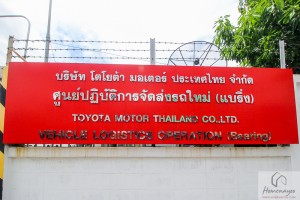 บริษัท โตโยต้า มอเตอร์ ประเทศไทย จำกัด
ศูนย์ปฏิบัติการจัดส่งรถใหม่ (แบริ่ง)
TOYOTA MOTOR THAILAND CO.,LTD.
VEHICLE LOGISTICS OPERATION (Bearing)
Homenayoo